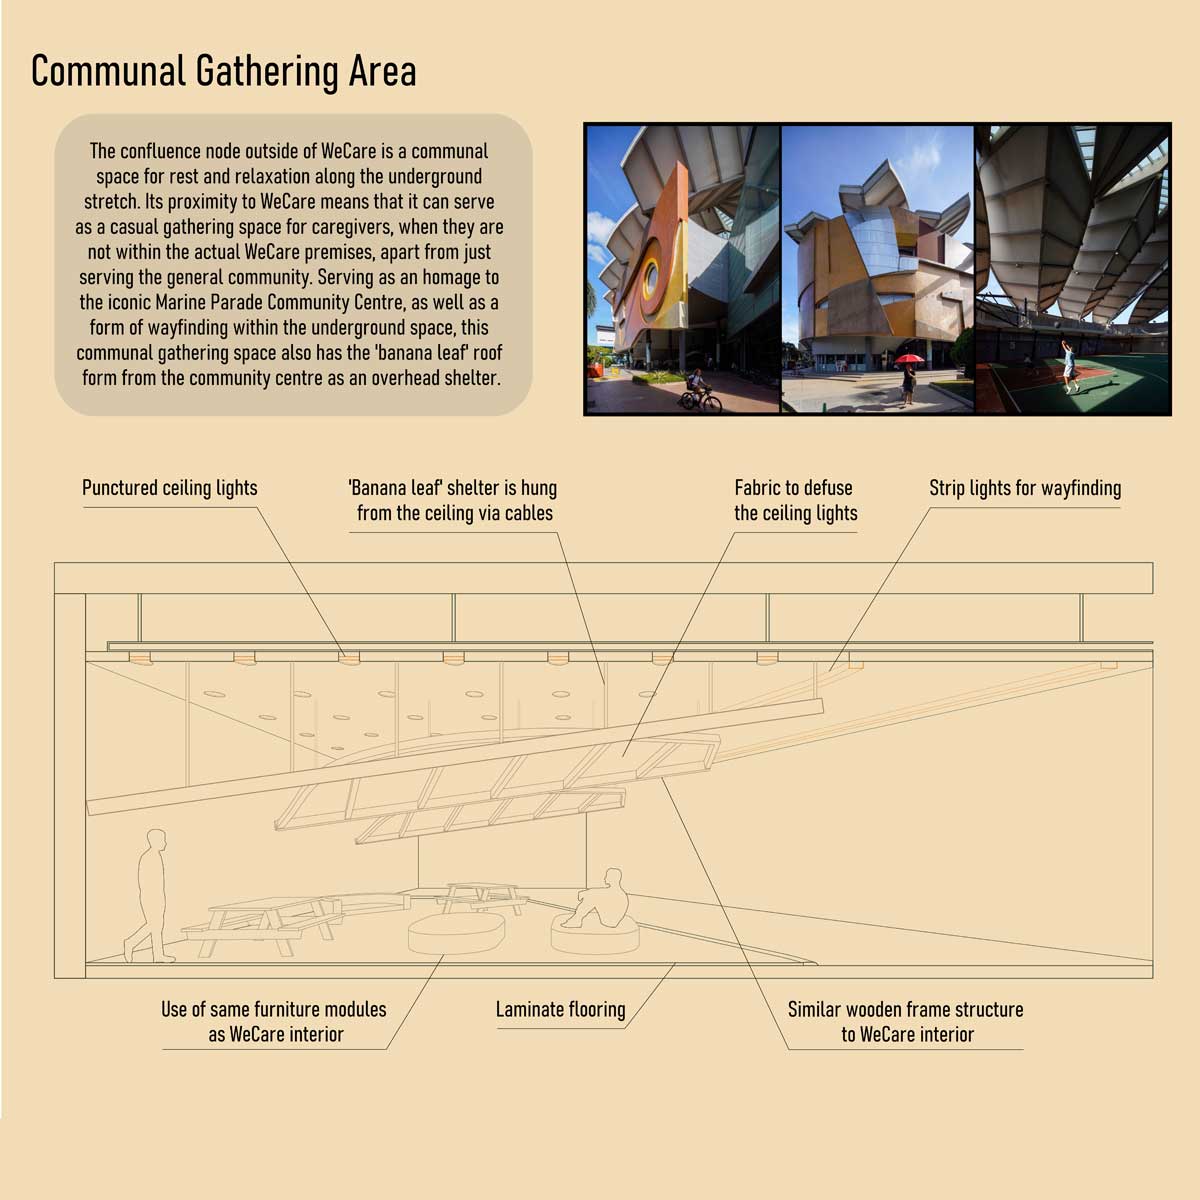 Communal Gathering Area
The confluence node outside of WeCare is a communal
space for rest and relaxation along the underground
stretch. Its proximity to WeCare means that it can serve
as a casual gathering space for caregivers, when they are
not within the actual WeCare premises, apart from just
serving the general community. Serving as an homage to
the iconic Marine Parade Community Centre, as well as a
form of wayfinding within the underground space, this
communal gathering space also has the 'banana leaf' roof
form from the community centre as an overhead shelter.
Punctured ceiling lights
'Banana leaf' shelter is hung
from the ceiling via cables
Fabric to defuse
the ceiling lights
Strip lights for wayfinding
Use of same furniture modules
as WeCare interior
Laminate flooring
Similar wooden frame structure
to WeCare interior